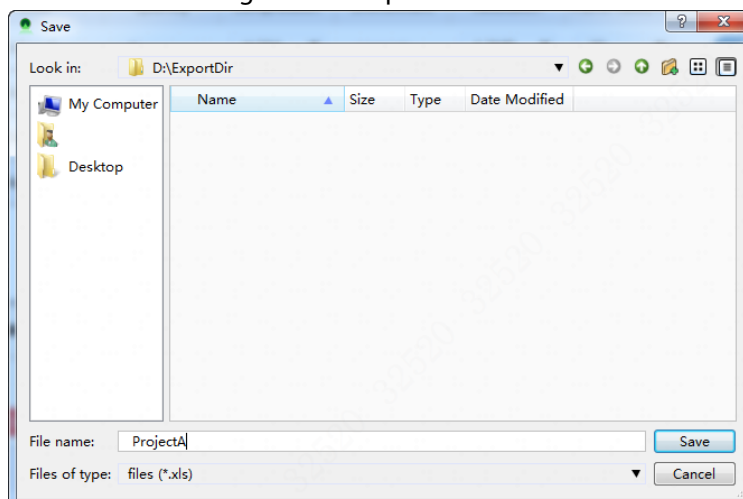 Save
Look in: D:\ExportDir
Name Size Type Date Modified
My Computer
Desktop
File name: ProjectA Save
Files of type: files (*.xls) Cancel